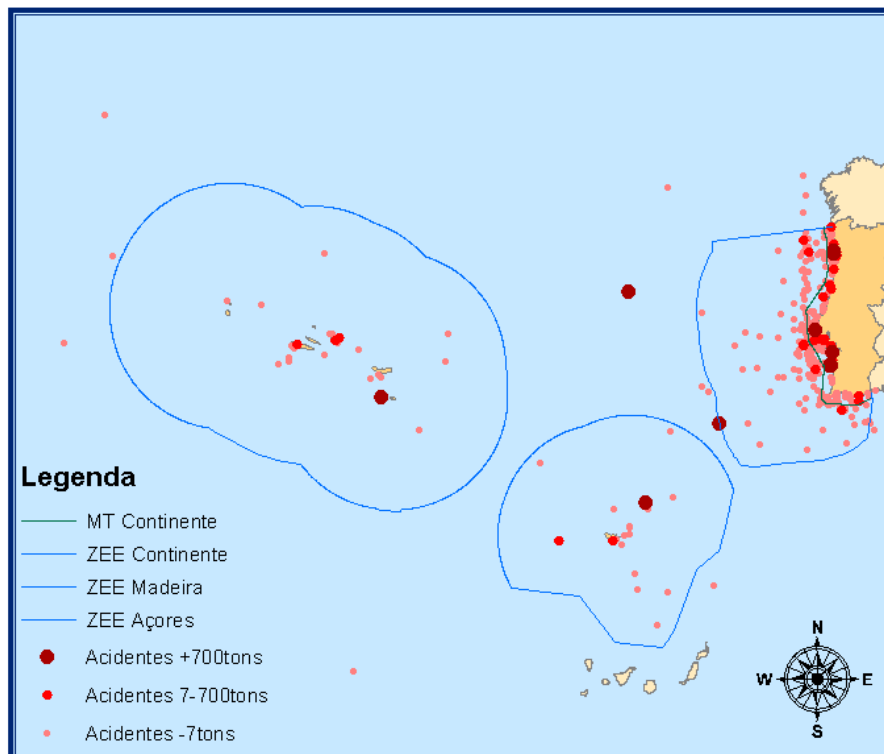 Legenda
MT Continente
ZEE Continente
ZEE Madeira
ZEE Açores
Acidentes +700tons
Acidentes 7-700tons
Acidentes -7tons
N
W E
S